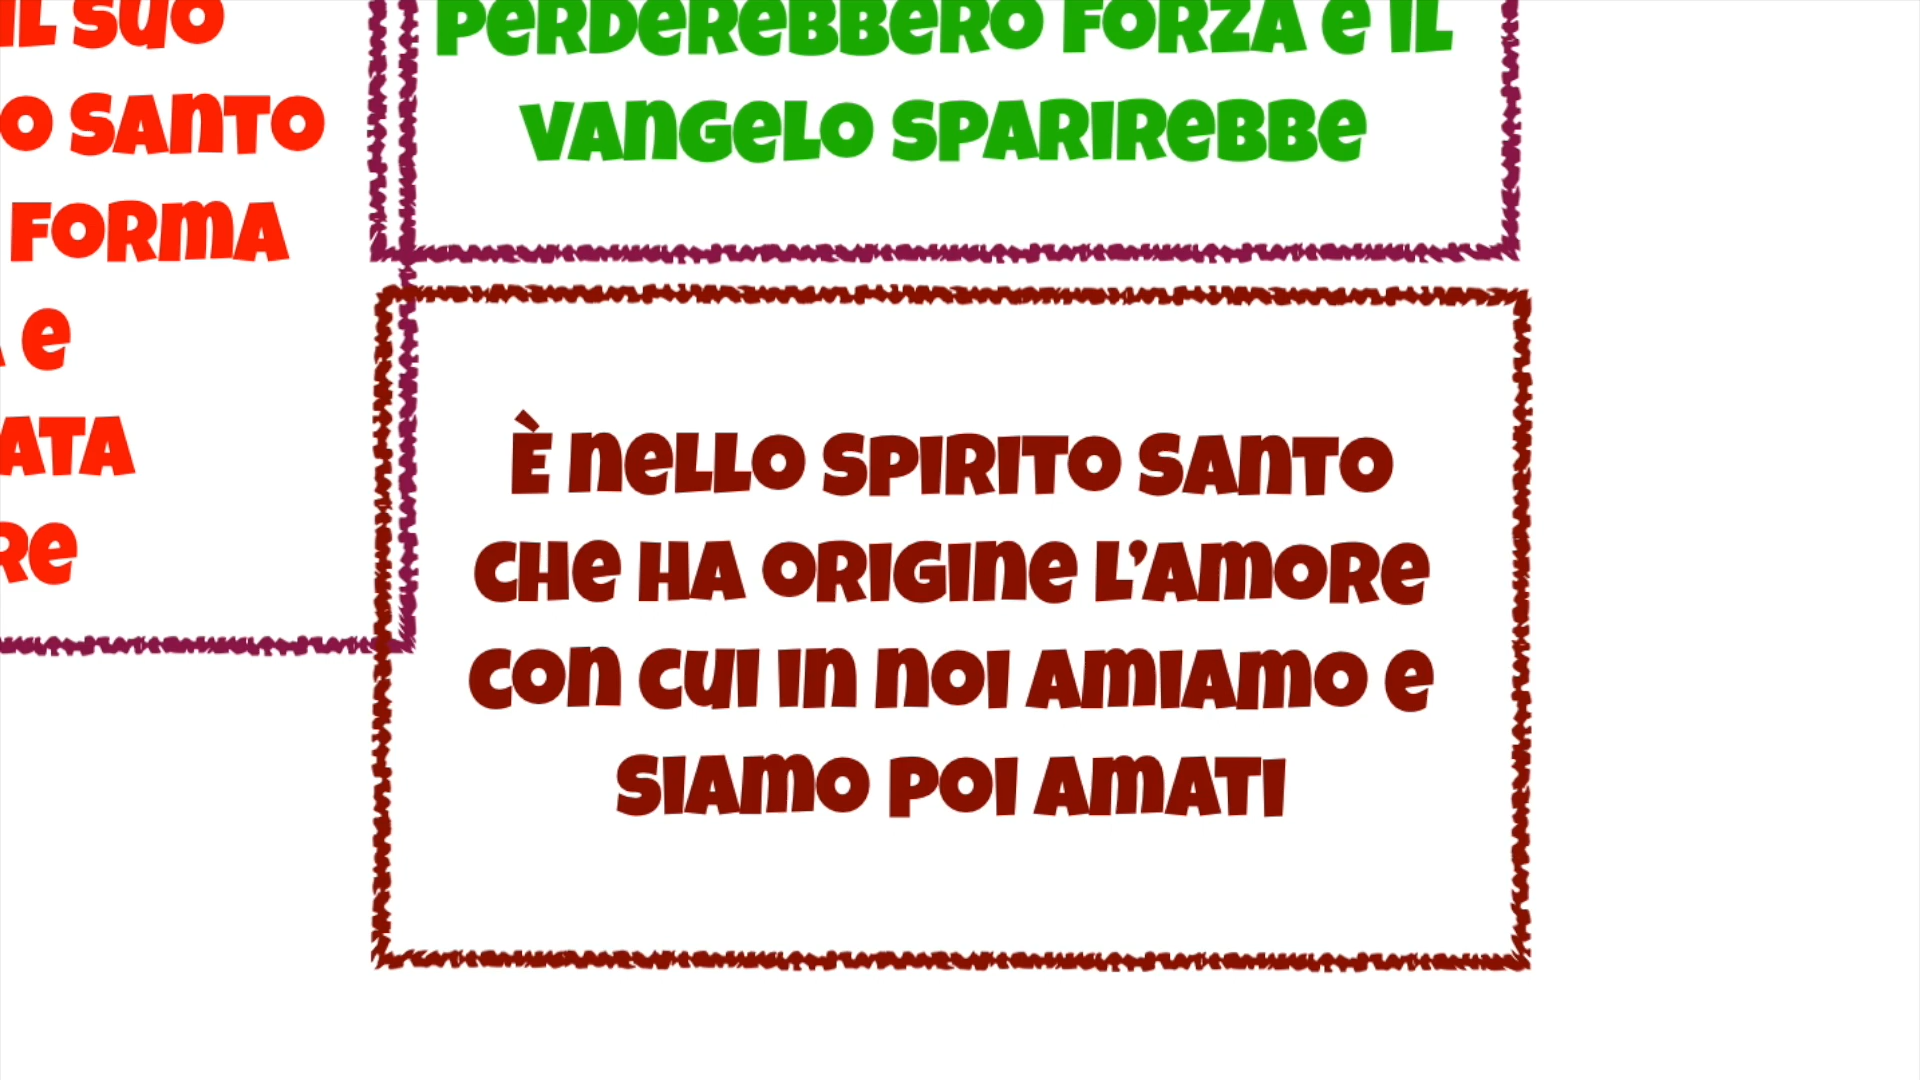 IL SUO
O SANTO
FORMA
e
ATA
Re
PERDEREBBERO FORZA e IL
VANGELO SPARIREBBE
È NELLO SPIRITO SANTO
CHE HA ORIGINE L’AMORE
CON CUI IN NOI AMIAMO E
SIAMO POI AMATI